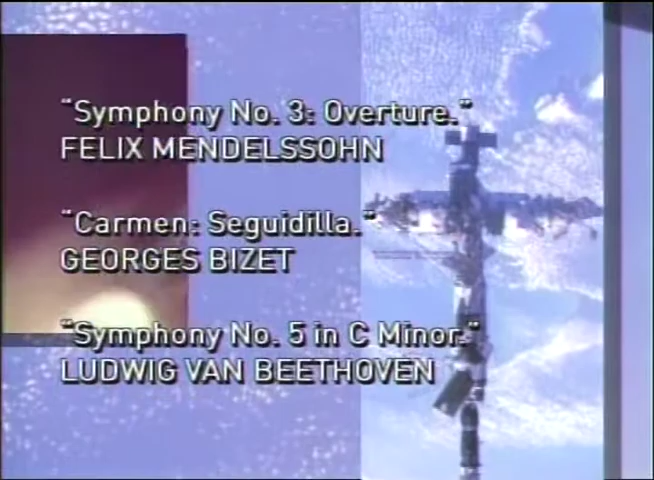 "Symphony No. 3: Overture."
FELIX MENDELSSOHN
"Carmen: Seguidilla."
GEORGES BIZET
"Symphony No. 5 in C Minor."
LUDWIG VAN BEETHOVEN